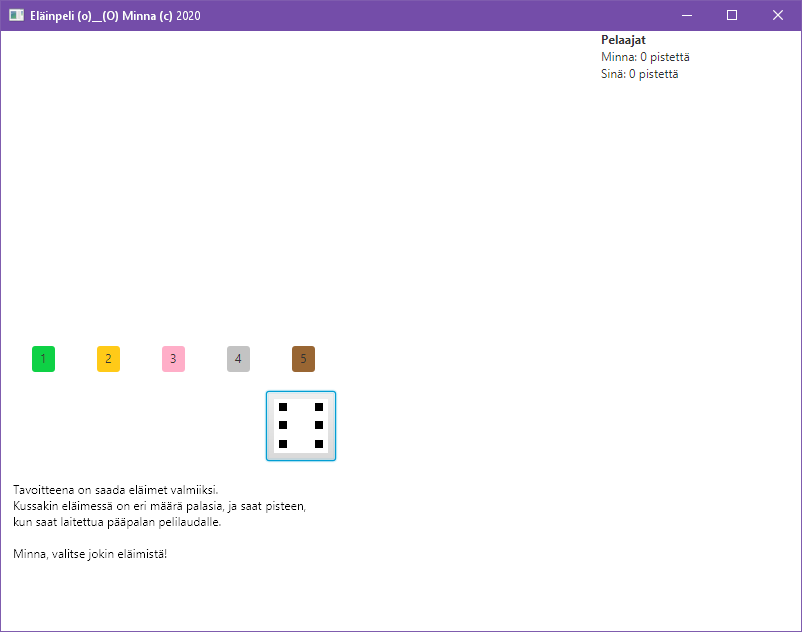 Eläinpeli (o)__(O) Minna (c) 2020
Pelaajat
Minna: 0 pistettä
Sinä: 0 pistettä
1 2 3 4 5
Tavoitteena on saada eläimet valmiiksi.
Kussakin eläimessä on eri määrä palasia, ja saat pisteen,
kun saat laitettua pääpalan pelilaudalle.
Minna, valitse jokin eläimistä!